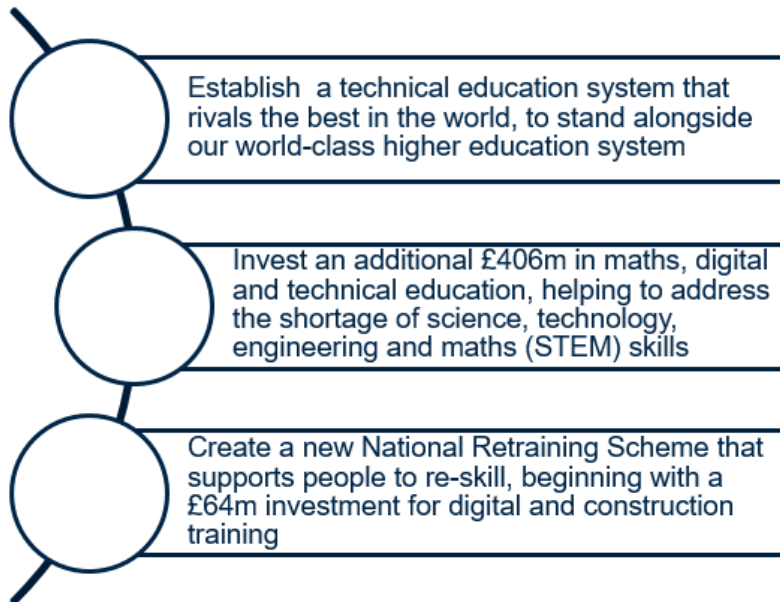 Establish  a technical education system that
rivals the best in the world, to stand alongside
our world-class higher education system
Invest an additional £406m in maths, digital
and technical education, helping to address
the shortage of science, technology,
engineering and maths (STEM) skills
Create a new National Retraining Scheme that
supports people to re-skill, beginning with a
£64m investment for digital and construction
training